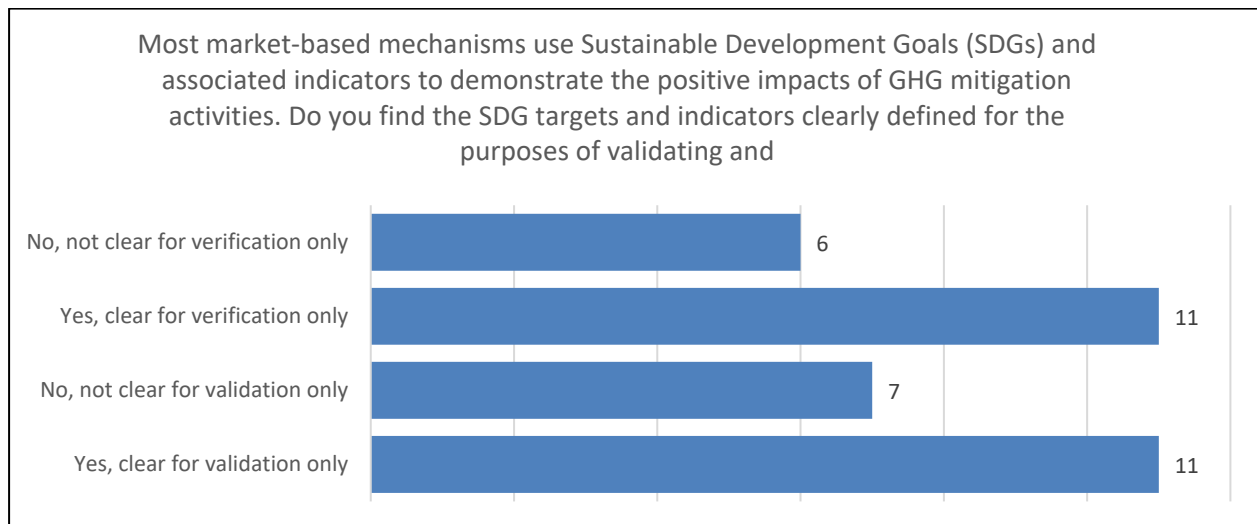 Most market-based mechanisms use Sustainable Development Goals (SDGs) and
associated indicators to demonstrate the positive impacts of GHG mitigation
activities. Do you find the SDG targets and indicators clearly defined for the
purposes of validating and
No, not clear for verification only
6
Yes, clear for verification only
11
No, not clear for validation only
7
Yes, clear for validation only
11